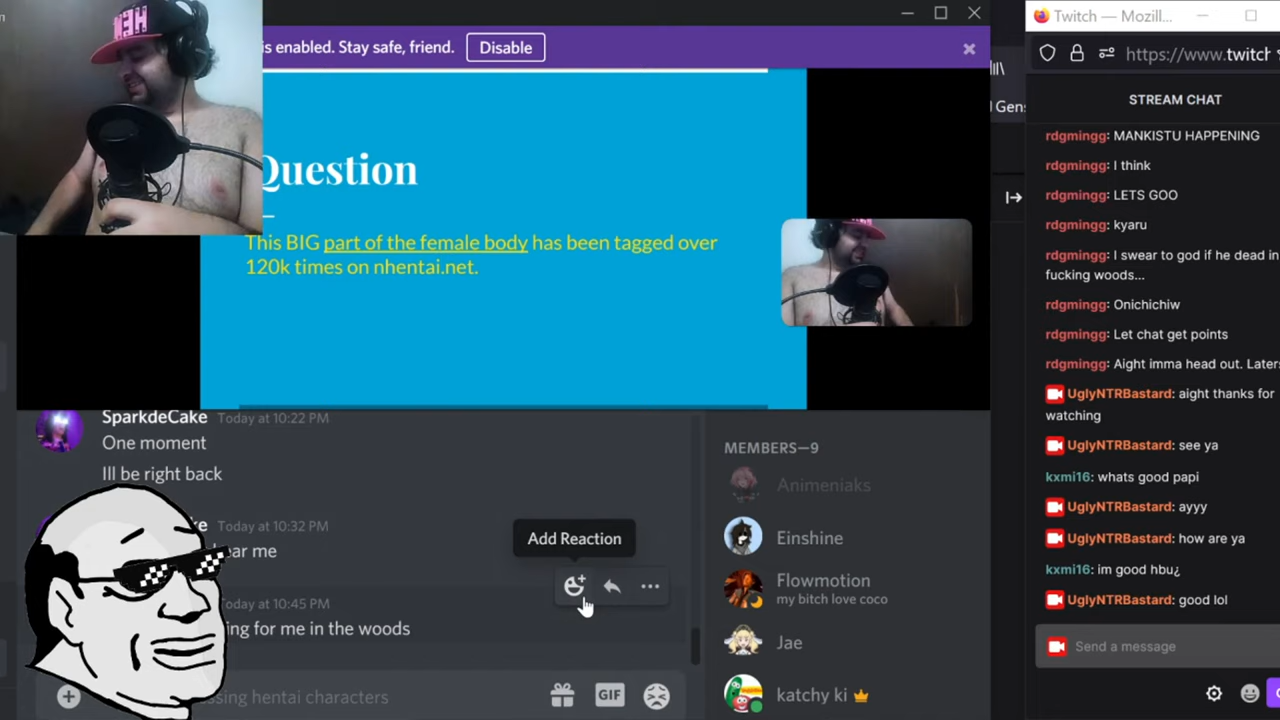 is enabled. Stay safe, friend.
Disable
Question
This BIG part of the female body has been tagged over
120k times on nhentai.net.
SparkdeCake Today at 10:22 PM
One moment
Ill be right back
Today at 10:32 PM
me
Today at 10:45 PM
for me in the woods
Add Reaction
hentai characters
GIF
MEMBERS—9
Animeniaks
Einshine
Flowmotion
my bitch love coco
Jae
katchy ki
Twitch — Mozill...
https://www.twitch
STREAM CHAT
rdgmingg: MANKISTU HAPPENING
rdgmingg: I think
rdgmingg: LETS GOO
rdgmingg: kyaru
rdgmingg: I swear to god if he dead in
fucking woods...
rdgmingg: Onichichiw
rdgmingg: Let chat get points
rdgmingg: Aight imma head out. Later
UglyNTRBastard: aight thanks for
watching
UglyNTRBastard: see ya
kxmi16: whats good papi
UglyNTRBastard: ayyy
UglyNTRBastard: how are ya
kxmi16: im good hbu¿
UglyNTRBastard: good lol
Send a message